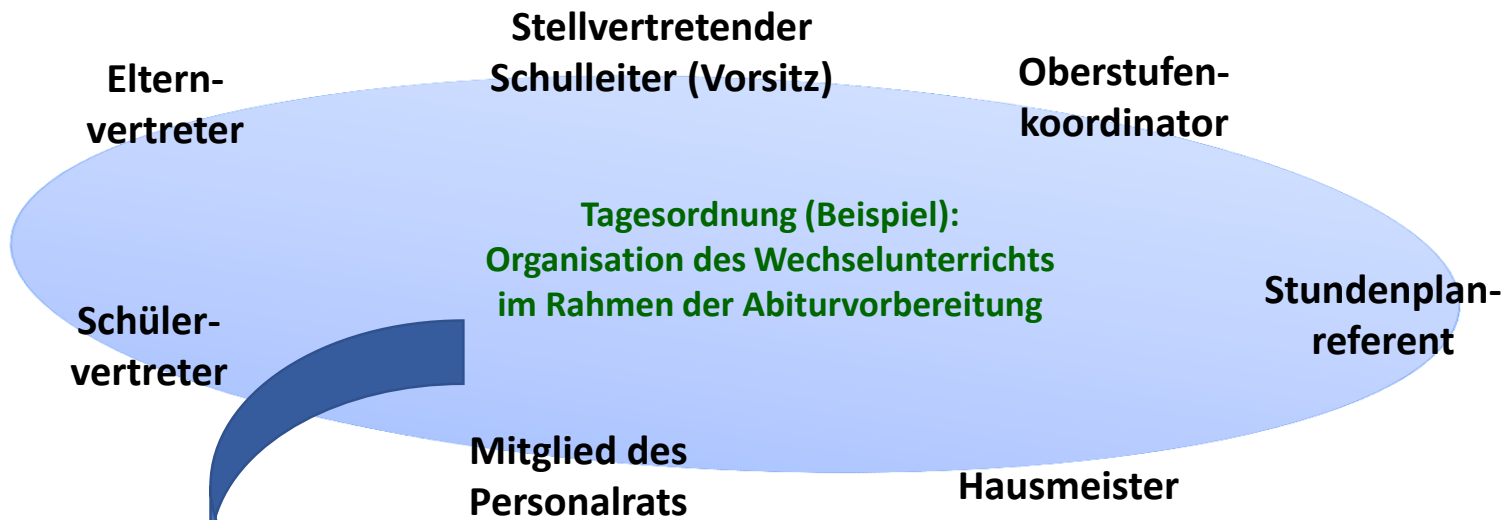 Stellvertretender
Schulleiter (Vorsitz)
Eltern-
vertreter
Oberstufen-
koordinator
Tagesordnung (Beispiel):
Organisation des Wechselunterrichts
im Rahmen der Abiturvorbereitung
Stundenplan-
referent
Schüler-
vertreter
Mitglied des
Personalrats
Hausmeister